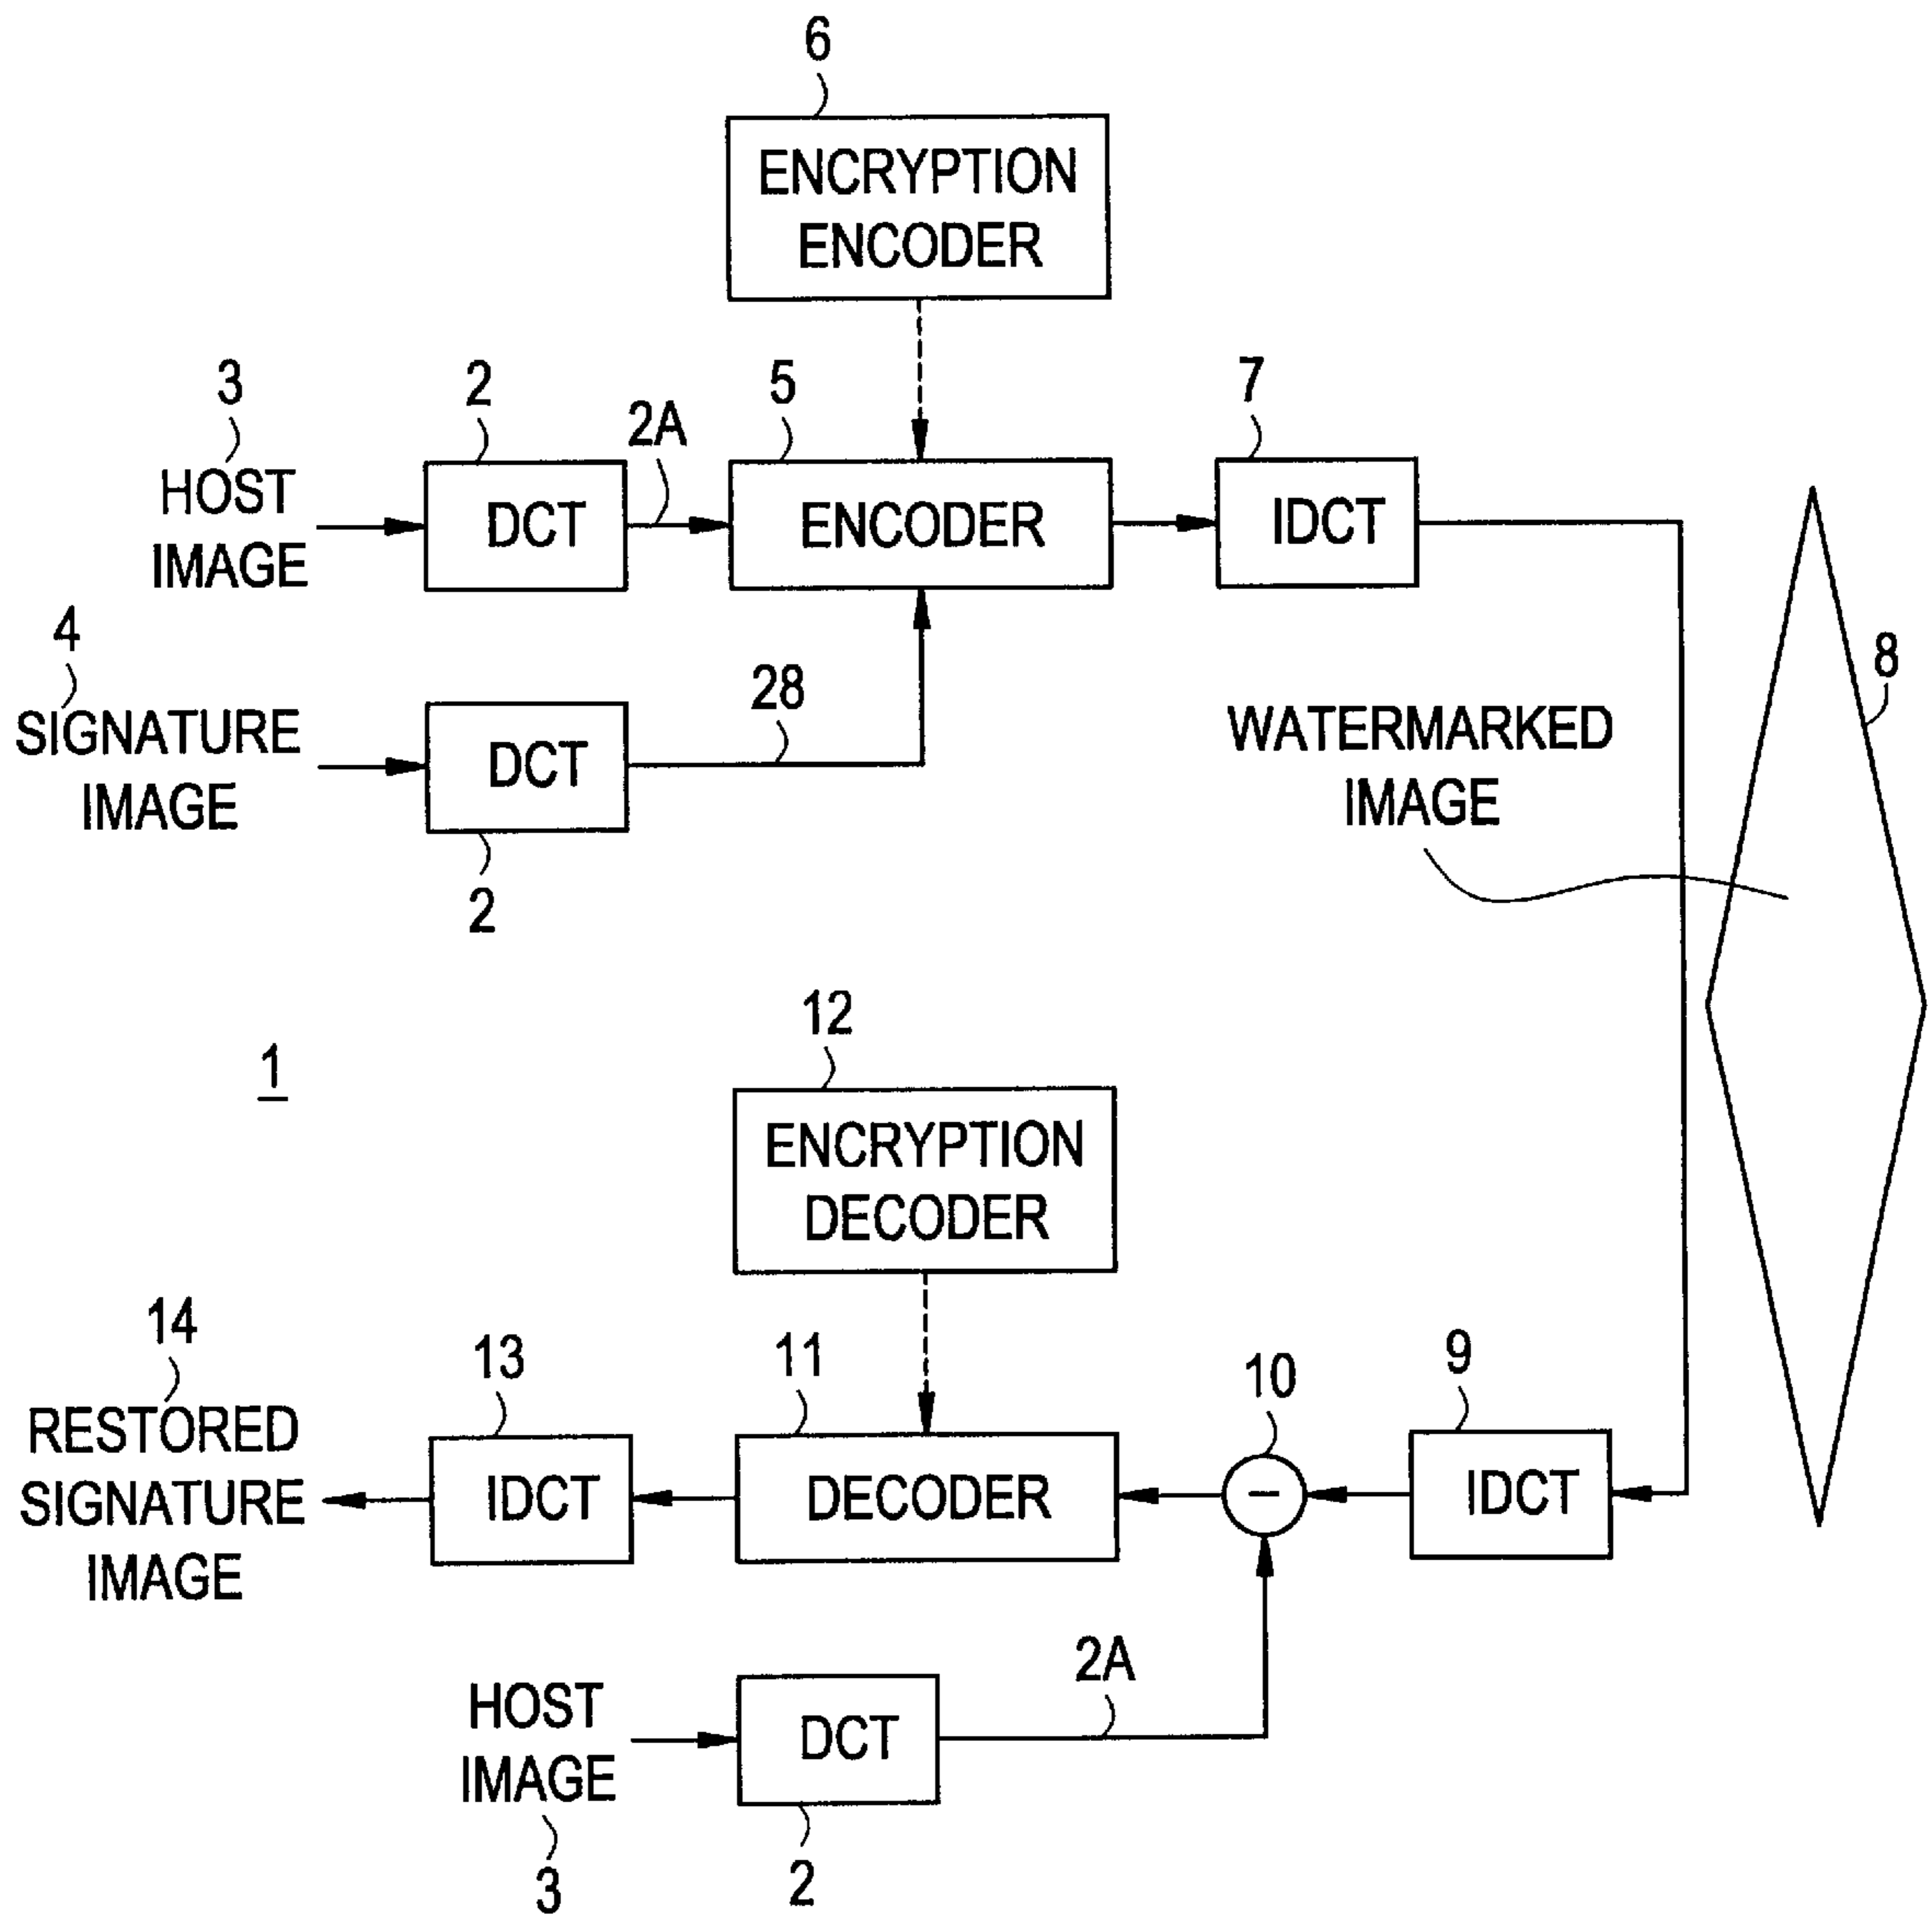 6
ENCRYPTION
ENCODER
3
2
2A
5
7
HOST
IMAGE
DCT
ENCODER
IDCT
4
28
8
SIGNATURE
IMAGE
DCT
WATERMARKED
IMAGE
2
12
1
ENCRYPTION
DECODER
14
13
11
10
9
RESTORED
SIGNATURE
IMAGE
IDCT
DECODER
–
IDCT
2A
HOST
IMAGE
DCT
3
2